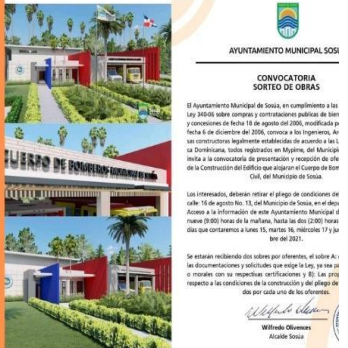 AYUNTAMIENTO MUNICIPAL SOSÚ
CONVOCATORIA
SORTEO DE OBRAS
El Ayuntamiento Municipal de Sosúa, en cumplimiento a las
Ley 340-06 sobre compras y contrataciones publicas de bien
y concesiones de fecha 18 de agosto del 2006, modificada po
fecha 6 de diciembre del 2006, convoca a los Ingenieros, Ar
sas constructoras legalmente establecidas de acuerdo a las L
ca Dominicana, todos registrados en Mypime, del Municipio
invita a la convocatoria de presentación y recepción de ofe
de la Construcción del Edificio que alojaran el Cuerpo de Bom
Civil, del Municipio de Sosúa.
Los interesados, deberán retirar el pliego de condiciones de
calle 16 de agosto No. 13, del Municipio de Sosúa, en el depa
Acceso a la información de este Ayuntamiento Municipal d
nueve (9:00) horas de la mañana, hasta las dos (2:00) horas
días que contaremos a lunes 15, martes 16, miércoles 17 y ju
bre del 2021.
Se estarán recibiendo dos sobres por oferentes, el sobre A:
las documentaciones y solicitudes que exige la Ley, ya sea pa
o morales con su respectivas certificaciones y B): Las pro
respecto a las condiciones de la construcción y del pliego de
dos por cada uno de los oferentes.
Wilfredo Olivences
Alcalde Sosúa
CUERPO DE BOMBEROS